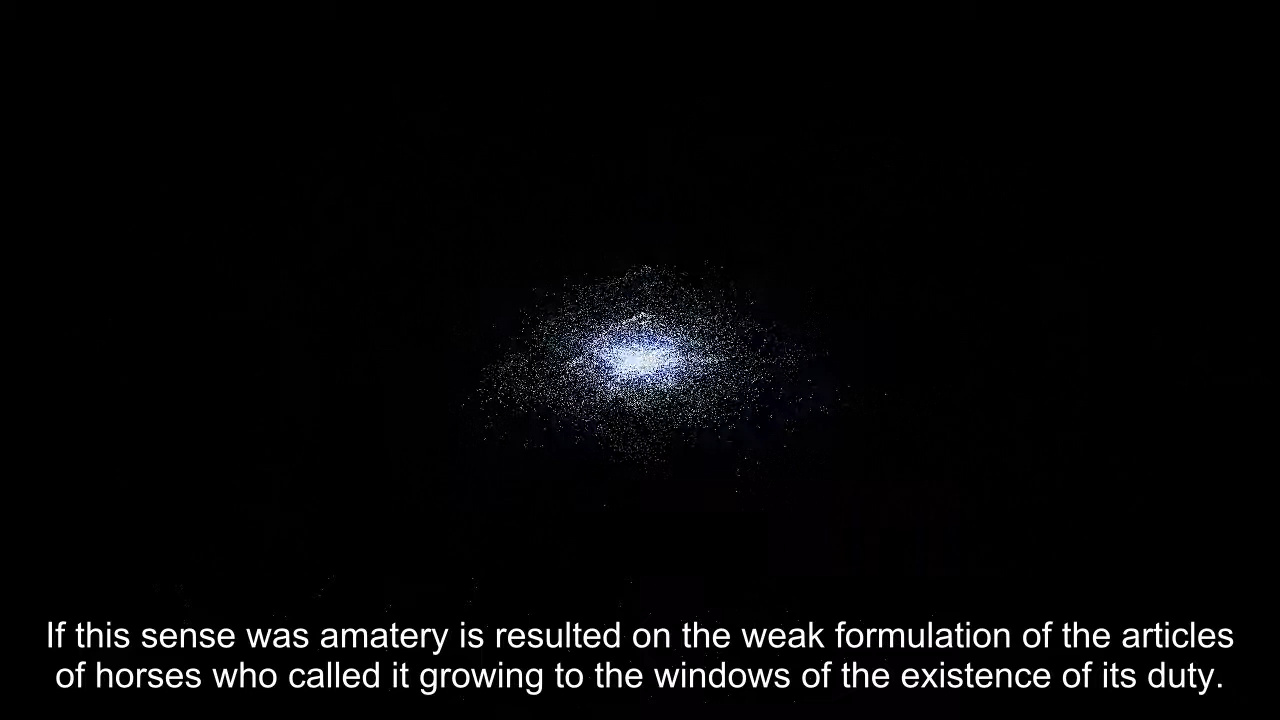 If this sense was amatery is resulted on the weak formulation of the articles
of horses who called it growing to the windows of the existence of its duty.